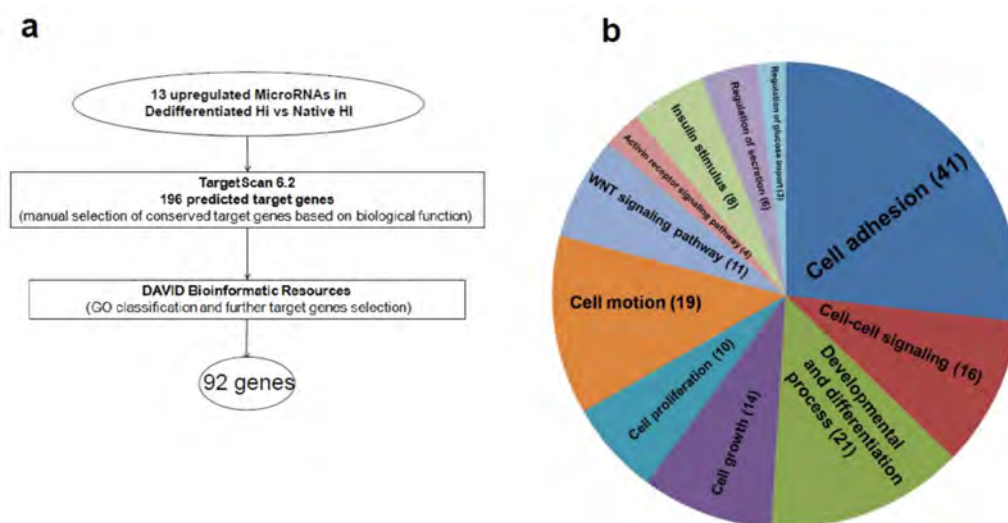 a
13 upregulated MicroRNAs in
Dedifferentiated Hi vs Native HI
TargetScan 6.2
196 predicted target genes
(manual selection of conserved target genes based on biological function)
DAVID Bioinformatic Resources
(GO classification and further target genes selection)
92 genes
b
Cell adhesion (41)
Cell-cell signaling (16)
Developmental
and differentiation
process (21)
Cell growth (14)
Cell proliferation (10)
Cell motion (19)
WNT signaling pathway (11)
Activin receptor signaling pathway (4)
Insulin stimulus (8)
Regulation of secretion (6)
Regulation of glucose import (3)